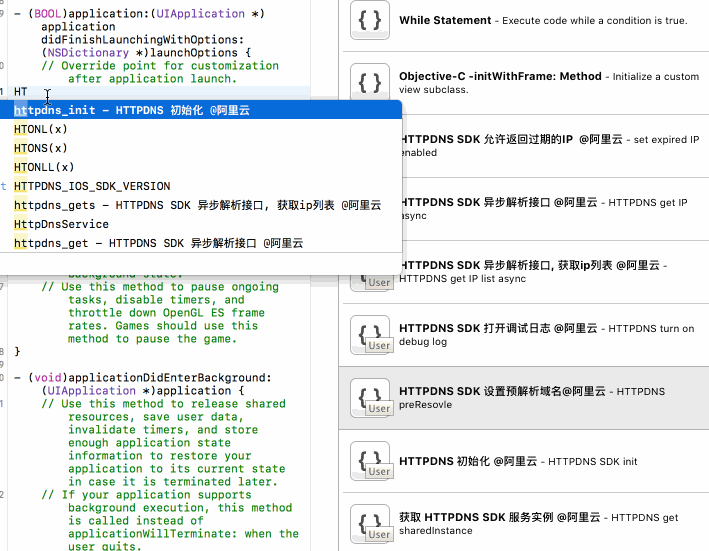 - (BOOL)application:(UIApplication *)
application
didFinishLaunchingWithOptions:
(NSDictionary *)launchOptions {
// Override point for customization
after application launch.
HT
httpdns_init – HTTPDNS 初始化 @阿里云
HTONL(x)
HTONS(x)
HTONLL(x)
t HTTPDNS_IOS_SDK_VERSION
httpdns_gets – HTTPDNS SDK 异步解析接口, 获取ip列表 @阿里云
HttpDnsService
httpdns_get – HTTPDNS SDK 异步解析接口 @阿里云
background state.
// Use this method to pause ongoing
tasks, disable timers, and
throttle down OpenGL ES frame
rates. Games should use this
method to pause the game.
}
- (void)applicationDidEnterBackground:
(UIApplication *)application {
// Use this method to release shared
resources, save user data,
invalidate timers, and store
enough application state
information to restore your
application to its current state
in case it is terminated later.
// If your application supports
background execution, this method
is called instead of
applicationWillTerminate: when the
user quits.
{ }
While Statement - Execute code while a condition is true.
{ }
Objective-C -initWithFrame: Method - Initialize a custom
view subclass.
HTTPDNS SDK 允许返回过期的IP @阿里云 - set expired IP
enabled
HTTPDNS SDK 异步解析接口 @阿里云 - HTTPDNS get IP
async
HTTPDNS SDK 异步解析接口, 获取ip列表 @阿里云 -
HTTPDNS get IP list async
User
{ }
HTTPDNS SDK 打开调试日志 @阿里云 - HTTPDNS turn on
debug log
User
{ }
HTTPDNS SDK 设置预解析域名@阿里云 - HTTPDNS
preResovle
User
{ }
HTTPDNS 初始化 @阿里云 - HTTPDNS SDK init
User
{ }
获取 HTTPDNS SDK 服务实例 @阿里云 - HTTPDNS get
sharedInstance
User